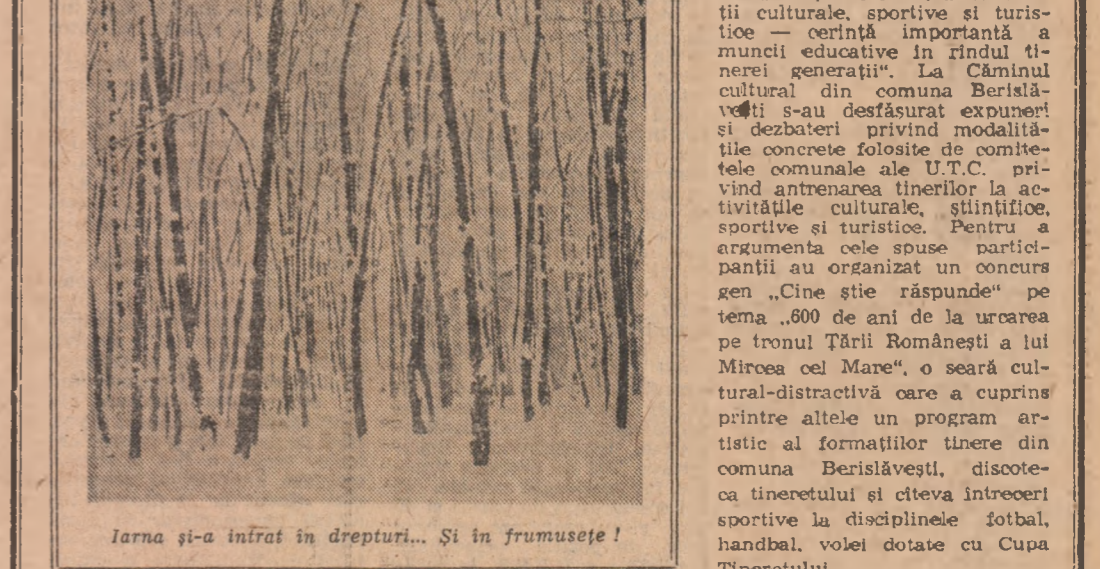 Iarna și-a intrat în drepturi... Și în frumusețe !
ții culturale, sportive și turis-
tice — cerință importantă a
muncii educative în rîndul ti-
nerei generații“. La Căminul
cultural din comuna Berislă-
vești s-au desfășurat expuneri
și dezbateri privind modalită-
țile concrete folosite de comite-
tele comunale ale U.T.C. pri-
vind antrenarea tinerilor la ac-
tivitățile culturale, științifice,
sportive și turistice. Pentru a
argumenta cele spuse partici-
panții au organizat un concurs
gen „Cine știe răspunde“ pe
tema „600 de ani de la urcarea
pe tronul Țării Românești a lui
Mircea cel Mare“, o seară cul-
tural-distractivă care a cuprins
printre altele un program ar-
tistic al formațiilor tinere din
comuna Berislăvești, discote-
ca tineretului și cîteva întreceri
sportive la disciplinele fotbal,
handbal, volei dotate cu Cupa
Tineretului.